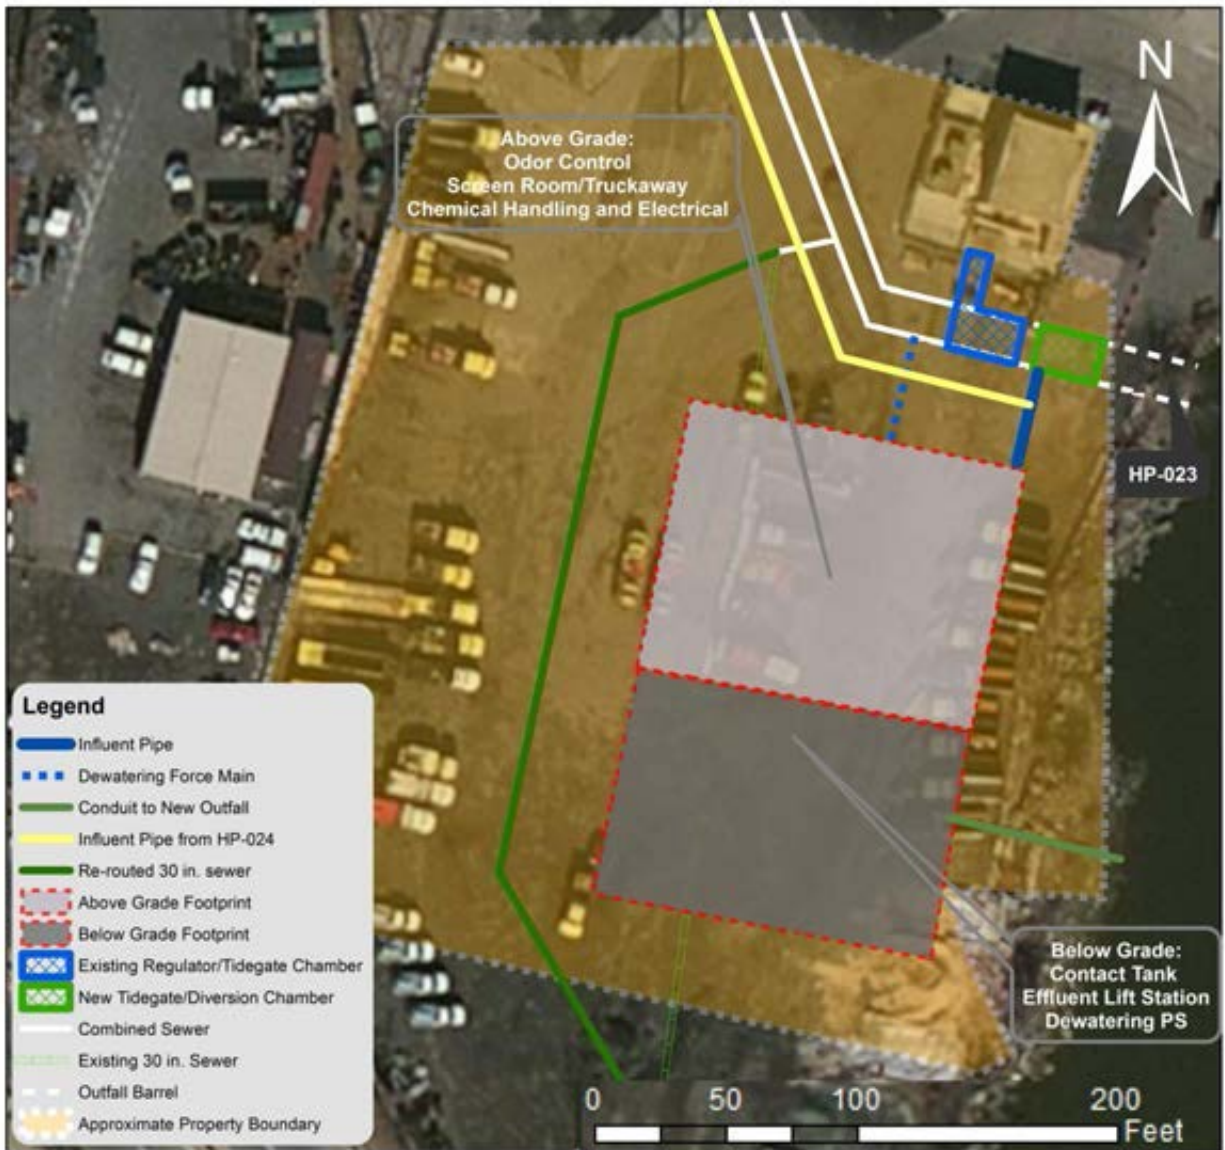 N
Above Grade:
Odor Control
Screen Room/Truckaway
Chemical Handling and Electrical
HP-023
Legend
Influent Pipe
Dewatering Force Main
Conduit to New Outfall
Influent Pipe from HP-024
Re-routed 30 in. sewer
Above Grade Footprint
Below Grade Footprint
Existing Regulator/Tidegate Chamber
New Tidegate/Diversion Chamber
Combined Sewer
Existing 30 in. Sewer
Outfall Barrel
Approximate Property Boundary
Below Grade:
Contact Tank
Effluent Lift Station
Dewatering PS
0 50 100 200
Feet